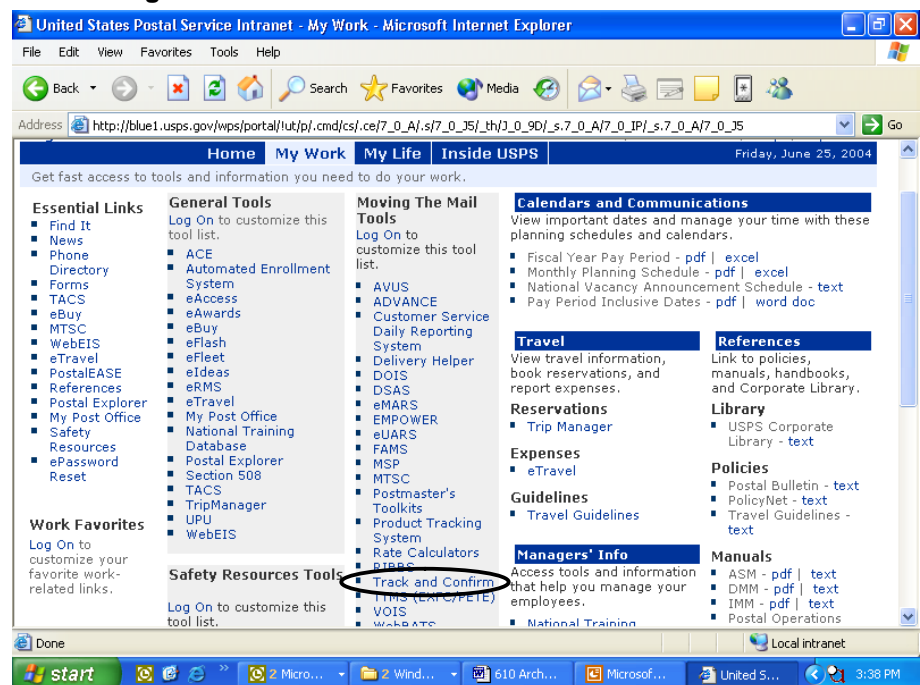 United States Postal Service Intranet - My Work - Microsoft Internet Explorer
File Edit View Favorites Tools Help
Back Search Favorites Media
Address http://blue1.usps.gov/wps/portal/!ut/p/.cmd/cs/.ce/7_0_A/.s/7_0_J5/_th/J_0_9D/_s.7_0_A/7_0_IP/_s.7_0_A/7_0_J5 Go
Home My Work My Life Inside USPS Friday, June 25, 2004
Get fast access to tools and information you need to do your work.
Essential Links
Find It
News
Phone
Directory
Forms
TACS
eBuy
MTSC
WebEIS
eTravel
PostalEASE
References
Postal Explorer
My Post Office
Safety
Resources
ePassword
Reset
Work Favorites
Log On to
customize your
favorite work-
related links.
General Tools
Log On to customize this
tool list.
ACE
Automated Enrollment
System
eAccess
eAwards
eBuy
eFlash
eFleet
eIdeas
eRMS
eTravel
My Post Office
National Training
Database
Postal Explorer
Section 508
TACS
TripManager
UPU
WebEIS
Safety Resources Tools
Log On to customize this
tool list.
Moving The Mail
Tools
Log On to
customize this tool
list.
AVUS
ADVANCE
Customer Service
Daily Reporting
System
Delivery Helper
DOIS
DSAS
eMARS
EMPOWER
eUARS
FAMS
MSP
MTSC
Postmaster's
Toolkits
Product Tracking
System
Rate Calculators
RIBBS
Track and Confirm
TTMS (EXFC/PETE)
VOIS
WebBATS
Calendars and Communications
View important dates and manage your time with these
planning schedules and calendars.
Fiscal Year Pay Period - pdf | excel
Monthly Planning Schedule - pdf | excel
National Vacancy Announcement Schedule - text
Pay Period Inclusive Dates - pdf | word doc
Travel
View travel information,
book reservations, and
report expenses.
Reservations
Trip Manager
Expenses
eTravel
Guidelines
Travel Guidelines
Managers' Info
Access tools and information
that help you manage your
employees.
National Training
References
Link to policies,
manuals, handbooks,
and Corporate Library.
Library
USPS Corporate
Library - text
Policies
Postal Bulletin - text
PolicyNet - text
Travel Guidelines -
text
Manuals
ASM - pdf | text
DMM - pdf | text
IMM - pdf | text
Postal Operations
Done Local intranet
start 2 Micro... 2 Wind... 610 Arch... Microsof... United S... 3:38 PM